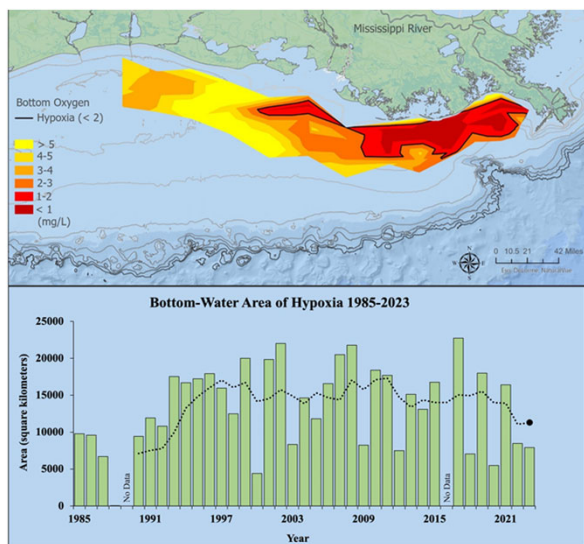 Mississippi River
Bottom Oxygen
Hypoxia (< 2)
> 5
4-5
3-4
2-3
1-2
< 1
(mg/L)
N
W E
S
0 10.5 21 42 Miles
Bottom-Water Area of Hypoxia 1985-2023
Area (square kilometers)
25000
20000
15000
10000
5000
0
No Data
No Data
1985 1991 1997 2003 2009 2015 2021
Year